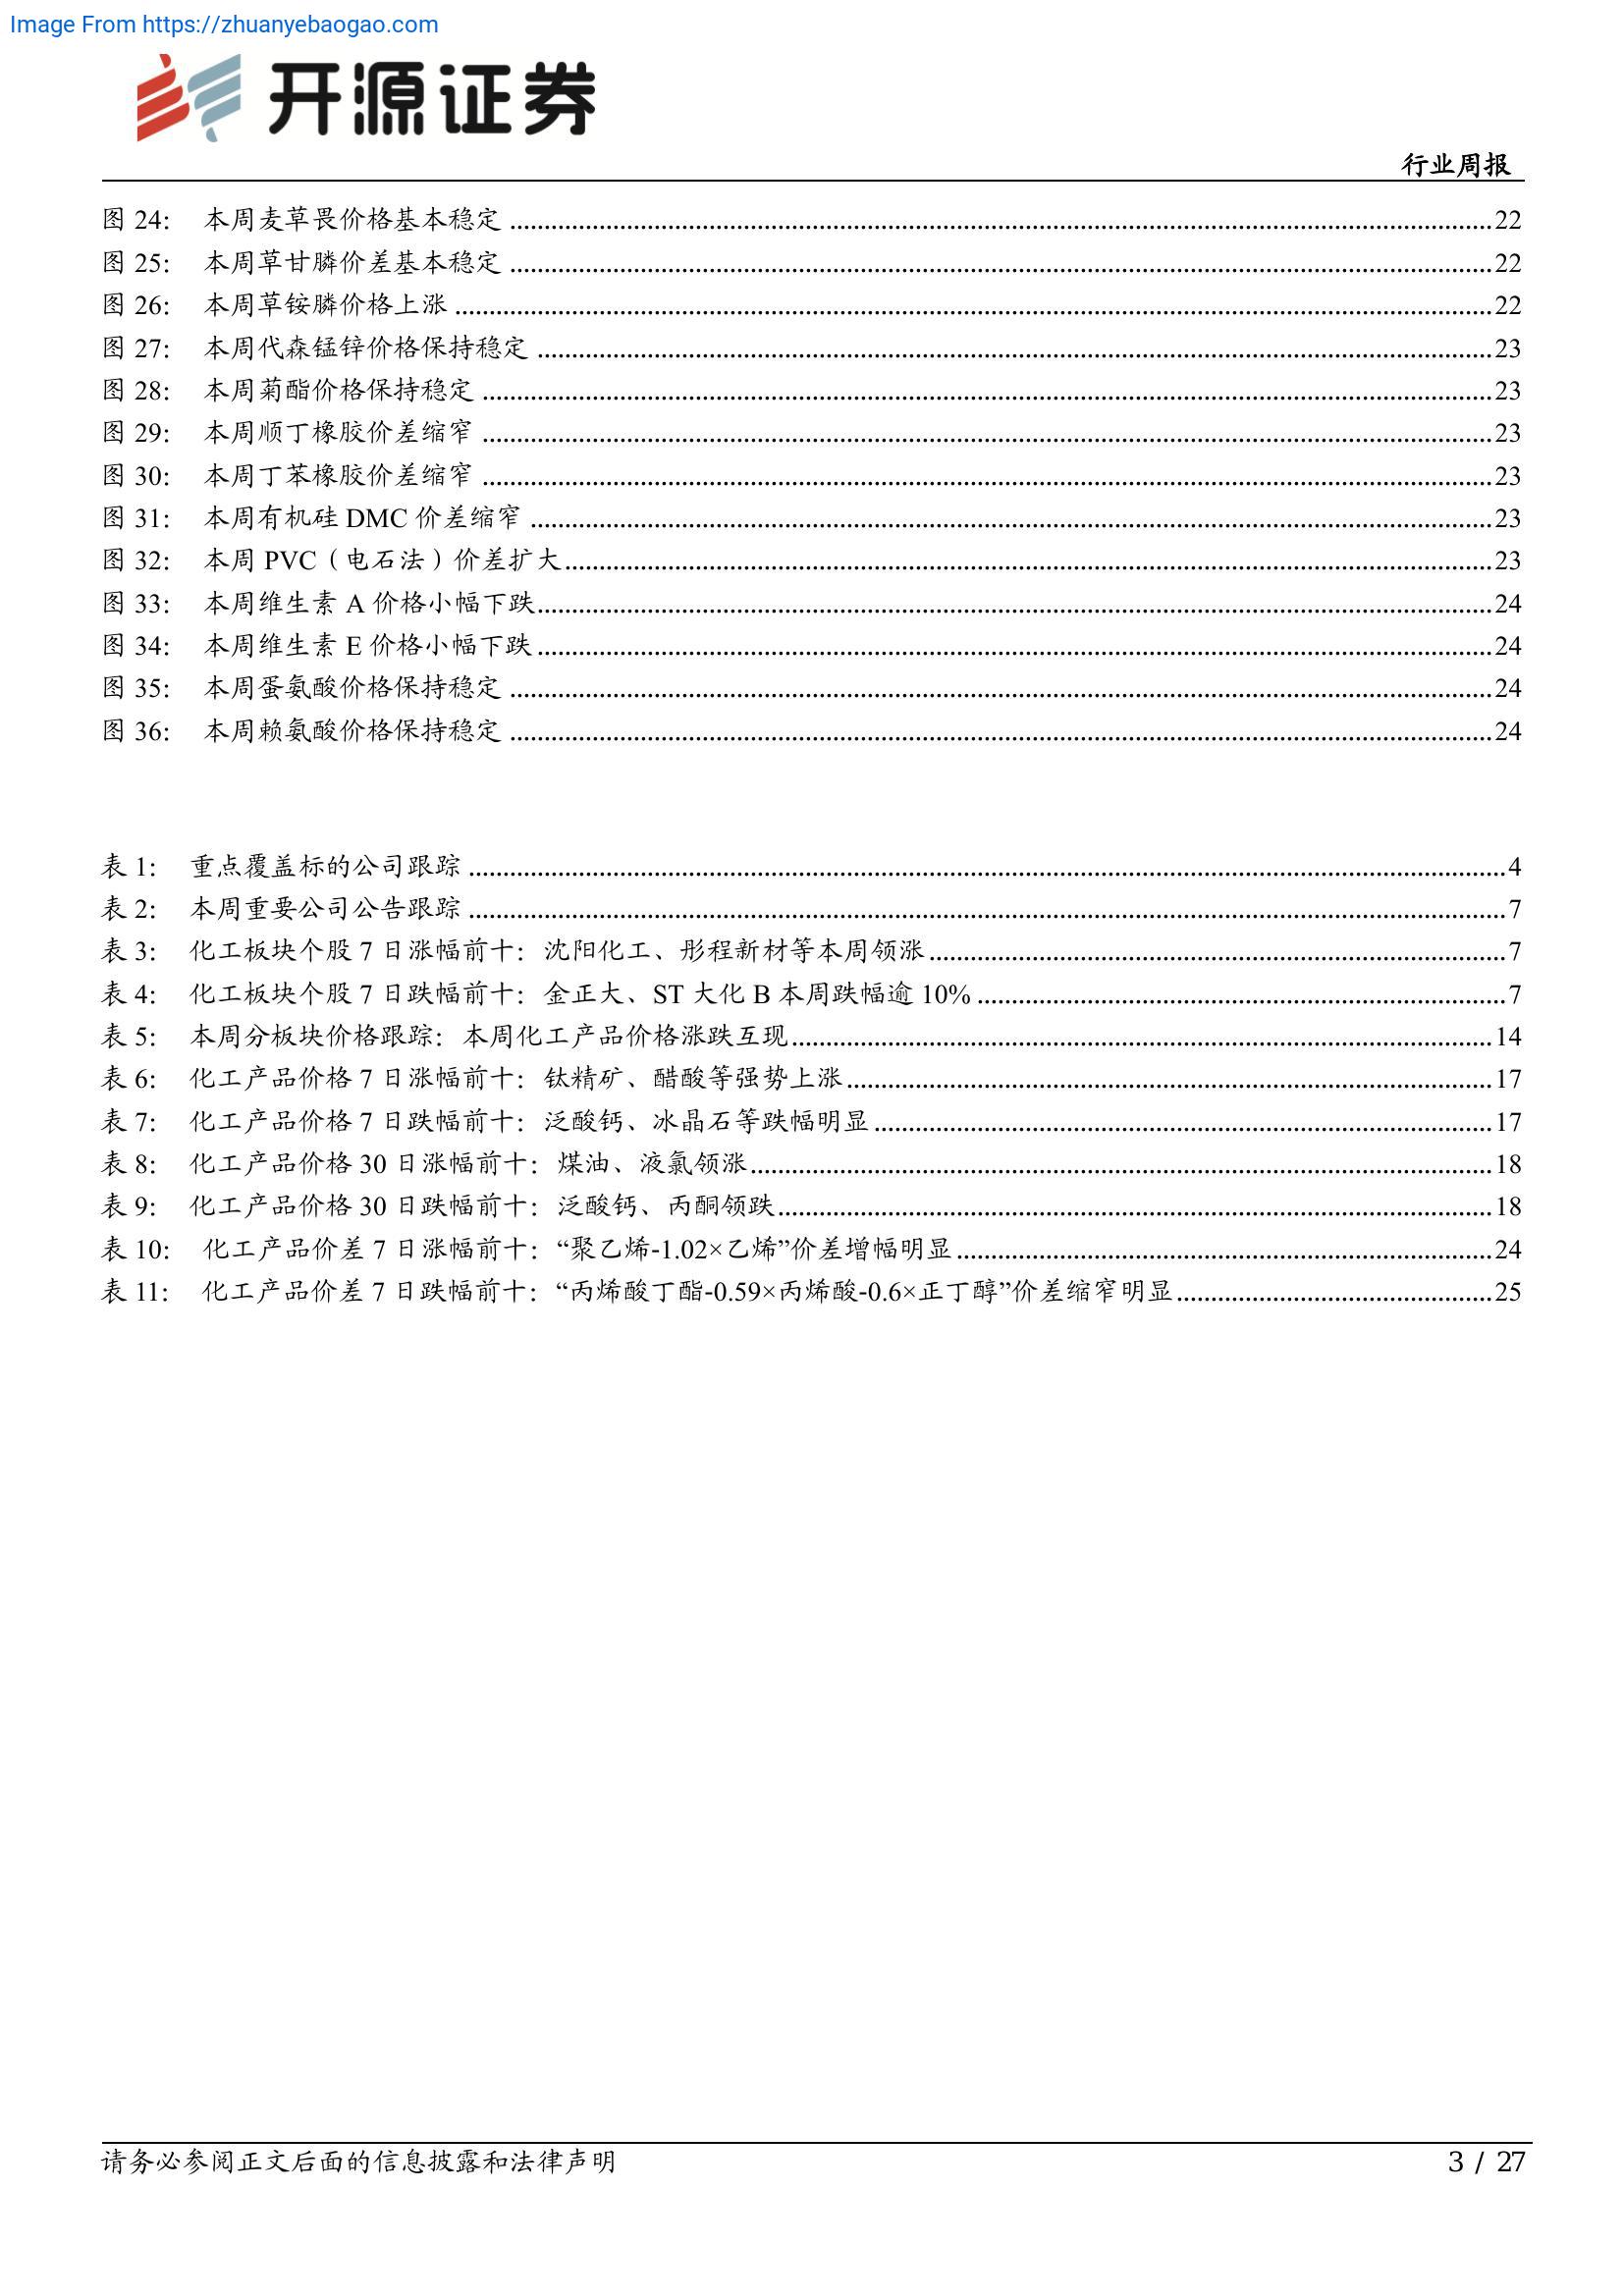 Image From https://zhuanyebaogao.com
开源证券
行业周报
图 24： 本周麦草畏价格基本稳定 ........ 22
图 25： 本周草甘膦价差基本稳定 ........ 22
图 26： 本周草铵膦价格上涨 ........ 22
图 27： 本周代森锰锌价格保持稳定 ........ 23
图 28： 本周菊酯价格保持稳定 ........ 23
图 29： 本周顺丁橡胶价差缩窄 ........ 23
图 30： 本周丁苯橡胶价差缩窄 ........ 23
图 31： 本周有机硅 DMC 价差缩窄 ........ 23
图 32： 本周 PVC（电石法）价差扩大 ........ 23
图 33： 本周维生素 A 价格小幅下跌 ........ 24
图 34： 本周维生素 E 价格小幅下跌 ........ 24
图 35： 本周蛋氨酸价格保持稳定 ........ 24
图 36： 本周赖氨酸价格保持稳定 ........ 24
表 1： 重点覆盖标的公司跟踪 ........ 4
表 2： 本周重要公司公告跟踪 ........ 7
表 3： 化工板块个股 7 日涨幅前十：沈阳化工、彤程新材等本周领涨 ........ 7
表 4： 化工板块个股 7 日跌幅前十：金正大、ST 大化 B 本周跌幅逾 10% ........ 7
表 5： 本周分板块价格跟踪：本周化工产品价格涨跌互现 ........ 14
表 6： 化工产品价格 7 日涨幅前十：钛精矿、醋酸等强势上涨 ........ 17
表 7： 化工产品价格 7 日跌幅前十：泛酸钙、冰晶石等跌幅明显 ........ 17
表 8： 化工产品价格 30 日涨幅前十：煤油、液氯领涨 ........ 18
表 9： 化工产品价格 30 日跌幅前十：泛酸钙、丙酮领跌 ........ 18
表 10： 化工产品价差 7 日涨幅前十：“聚乙烯-1.02×乙烯”价差增幅明显 ........ 24
表 11： 化工产品价差 7 日跌幅前十：“丙烯酸丁酯-0.59×丙烯酸-0.6×正丁醇”价差缩窄明显 ........ 25
请务必参阅正文后面的信息披露和法律声明
3 / 27